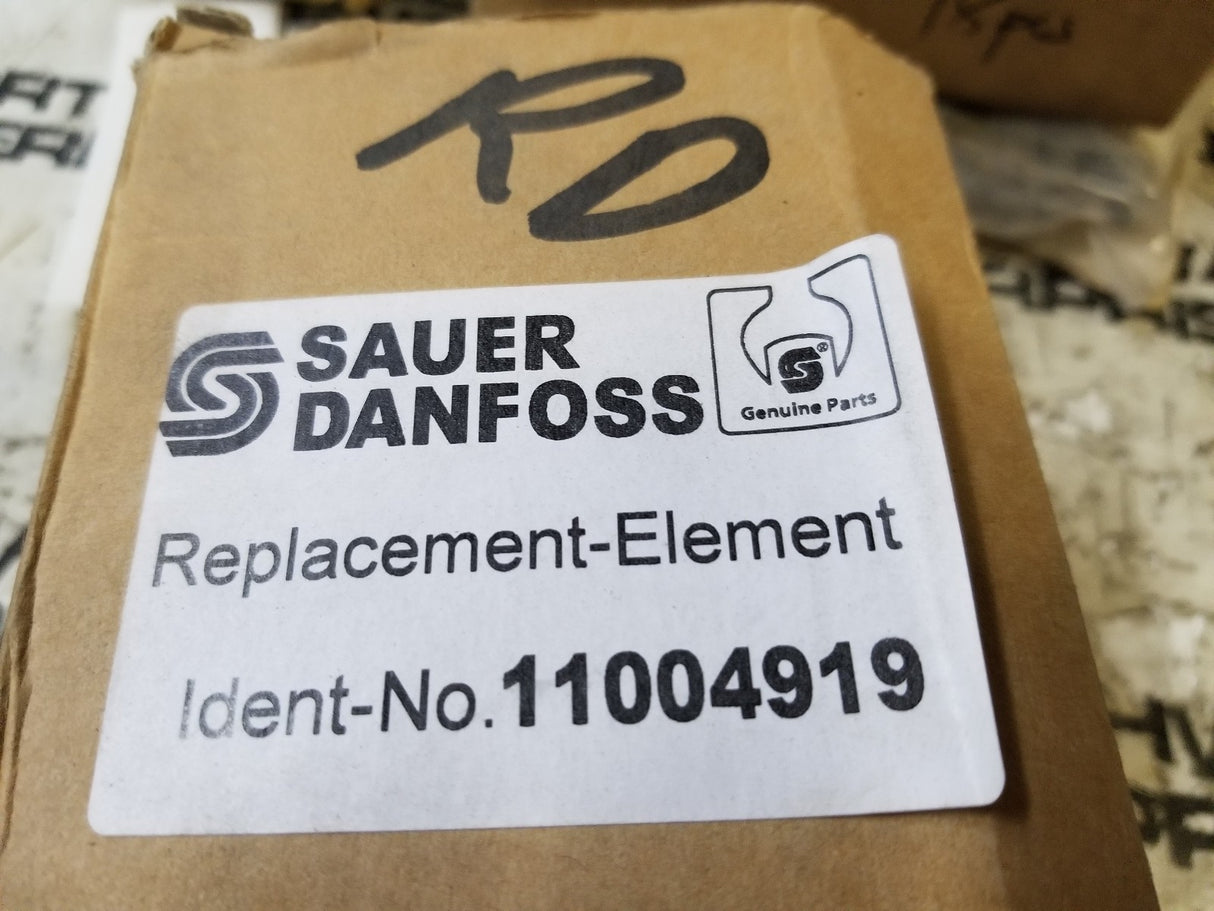 RD
SAUER
DANFOSS
Genuine Parts
Replacement-Element
Ident-No.11004919